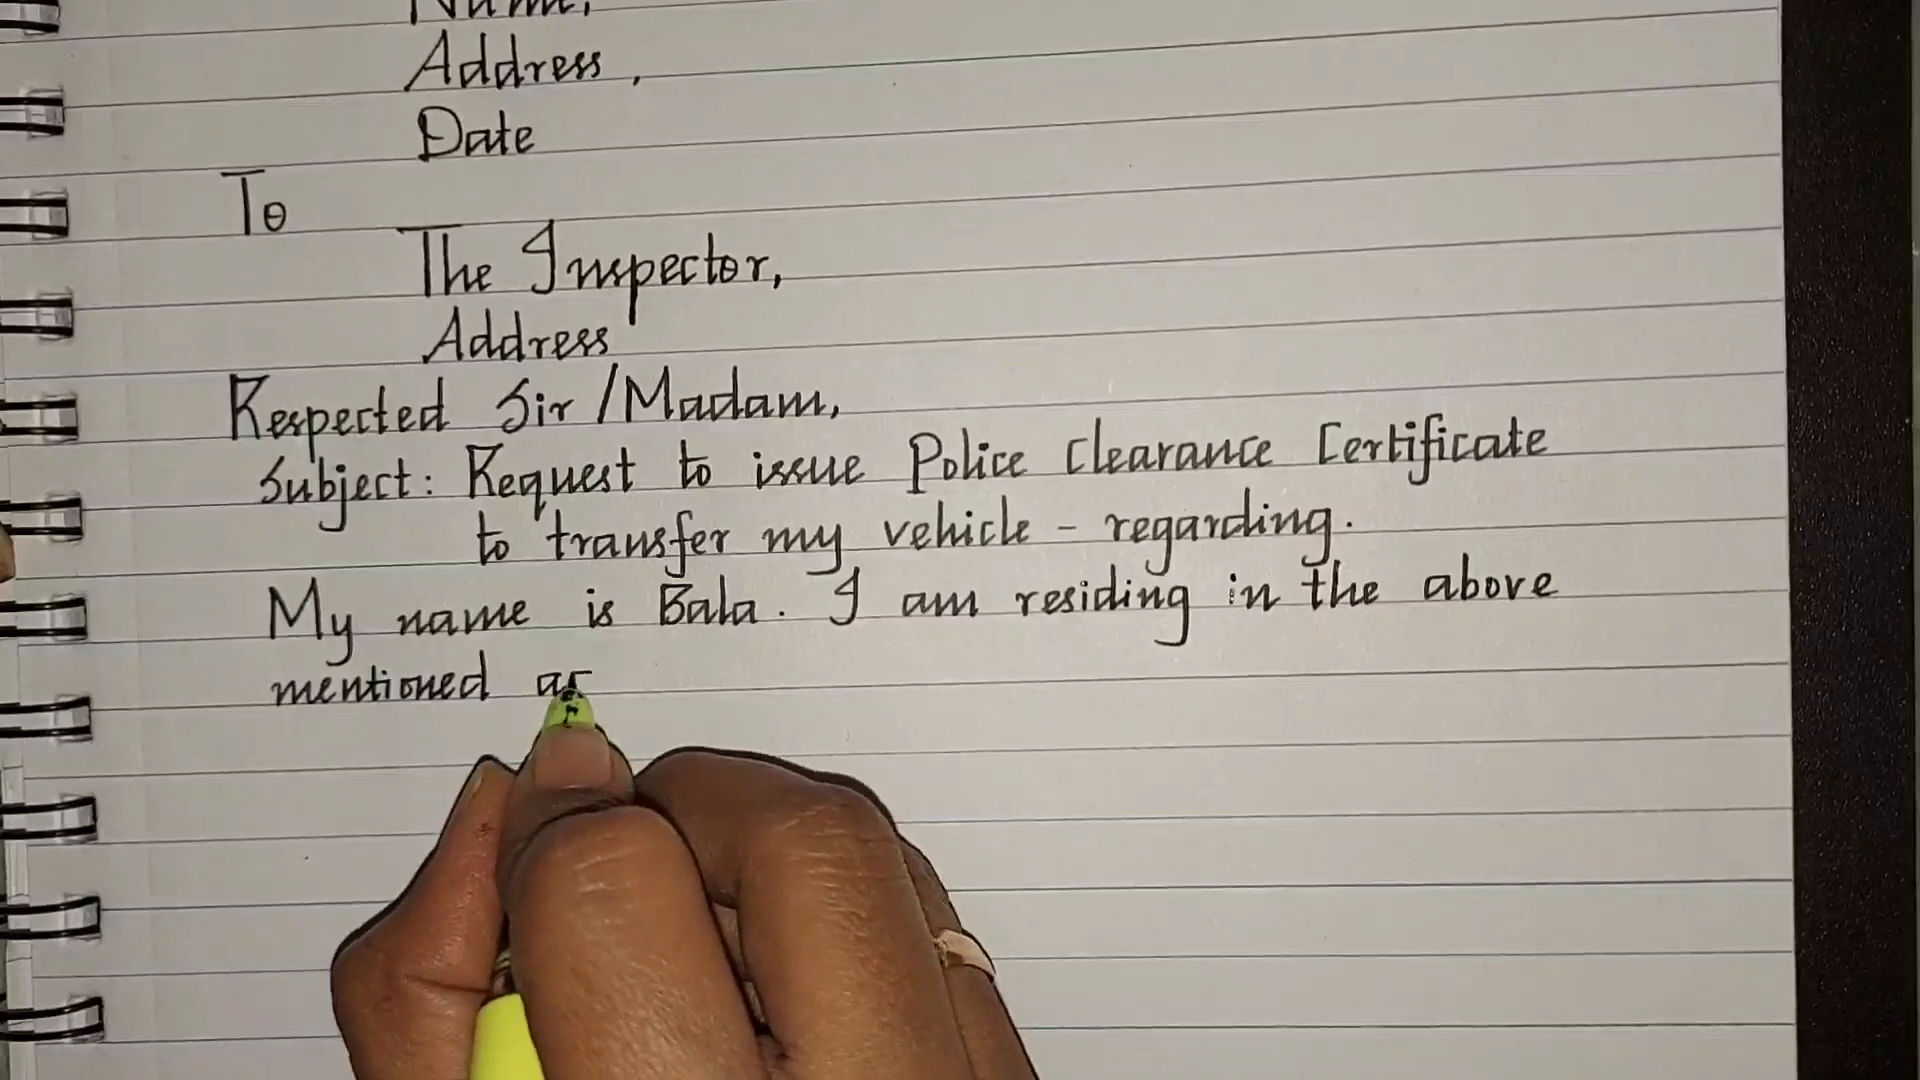 Name,
Address,
Date
To
The Inspector,
Address
Respected Sir/Madam,
Subject: Request to issue Police Clearance Certificate
to transfer my vehicle - regarding.
My name is Bala. I am residing in the above
mentioned